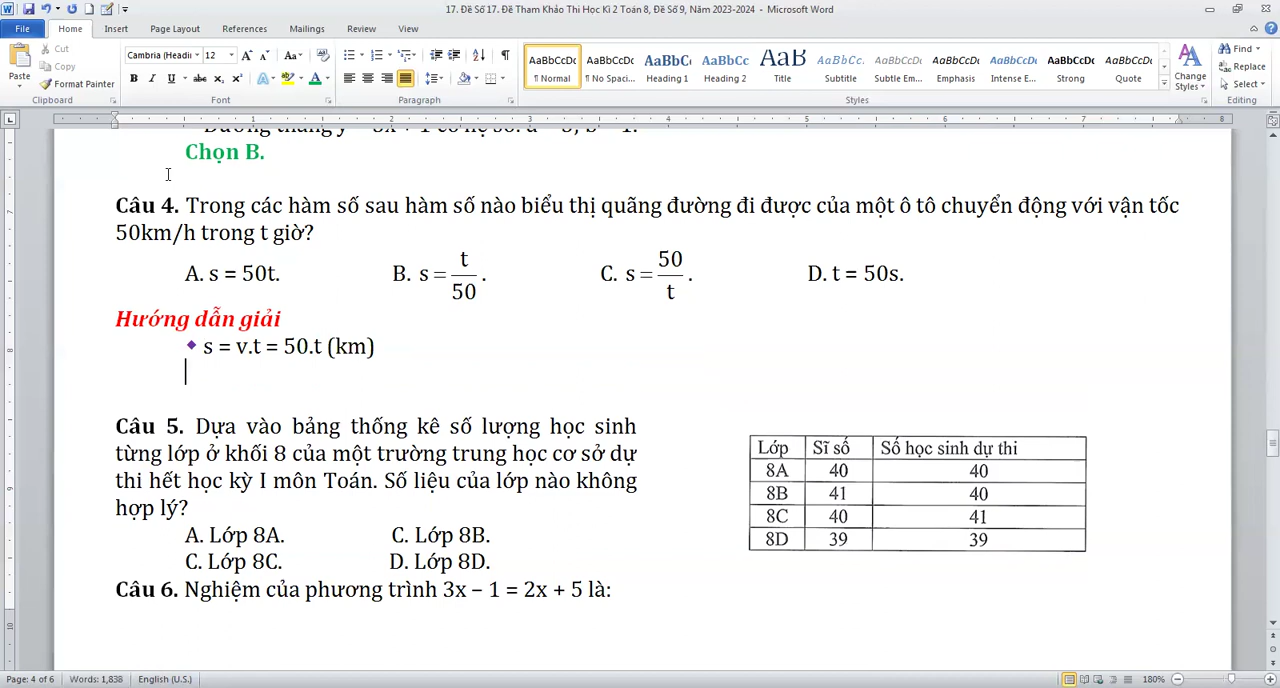 17. Đề Số 17. Đề Tham Khảo Thi Học Kì 2 Toán 8, Đề Số 9, Năm 2023-2024 - Microsoft Word
File Home Insert Page Layout References Mailings Review View
Paste
Cut
Copy
Format Painter
Clipboard
Cambria (Headi 12
Font
Paragraph
AaBbCcDc ¶ Normal
AaBbCcDc ¶ No Spaci...
AaBbCc Heading 1
AaBbCc Heading 2
AaB Title
AaBbCc. Subtitle
AaBbCcDc Subtle Em...
AaBbCcDc Emphasis
AaBbCcDc Intense E...
AaBbCcDc Strong
AaBbCcDc Quote
Change Styles
Styles
Find
Replace
Select
Editing
Chọn B.
Câu 4. Trong các hàm số sau hàm số nào biểu thị quãng đường đi được của một ô tô chuyển động với vận tốc
50km/h trong t giờ?
A. s = 50t. B. s = t/50. C. s = 50/t. D. t = 50s.
Hướng dẫn giải
◆ s = v.t = 50.t (km)
Câu 5. Dựa vào bảng thống kê số lượng học sinh
từng lớp ở khối 8 của một trường trung học cơ sở dự
thi hết học kỳ I môn Toán. Số liệu của lớp nào không
hợp lý?
A. Lớp 8A. C. Lớp 8B.
C. Lớp 8C. D. Lớp 8D.
Lớp Sĩ số Số học sinh dự thi
8A 40 40
8B 41 40
8C 40 41
8D 39 39
Câu 6. Nghiệm của phương trình 3x – 1 = 2x + 5 là:
Page: 4 of 6 Words: 1,838 English (U.S.) 180%